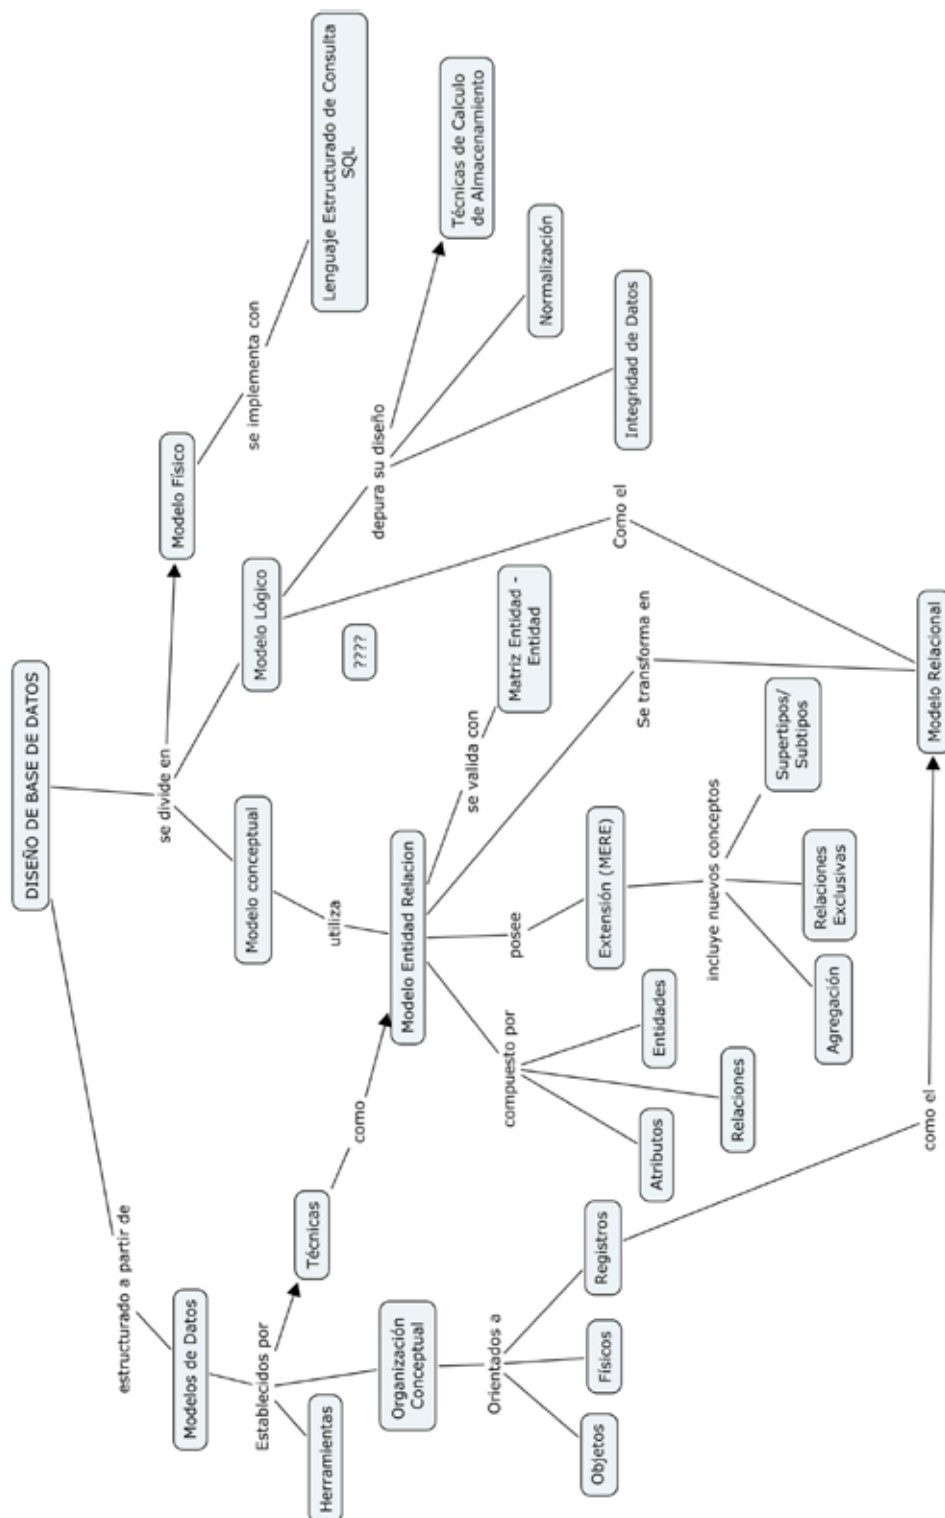 DISEÑO DE BASE DE DATOS
estructurado a partir de
se divide en
Modelos de Datos
Modelo conceptual
Modelo Lógico
Modelo Físico
Establecidos por
utiliza
????
se implementa con
Herramientas
Técnicas
como
Lenguaje Estructurado de Consulta
SQL
Organización
Conceptual
Modelo Entidad Relacion
depura su diseño
Orientados a
compuesto por
posee
se valida con
Matriz Entidad -
Entidad
Técnicas de Calculo
de Almacenamiento
Normalización
Objetos
Físicos
Registros
Atributos
Entidades
Extensión (MERE)
Se transforma en
Como el
Integridad de Datos
Relaciones
incluye nuevos conceptos
Agregación
Relaciones
Exclusivas
Supertipos/
Subtipos
como el
Modelo Relacional